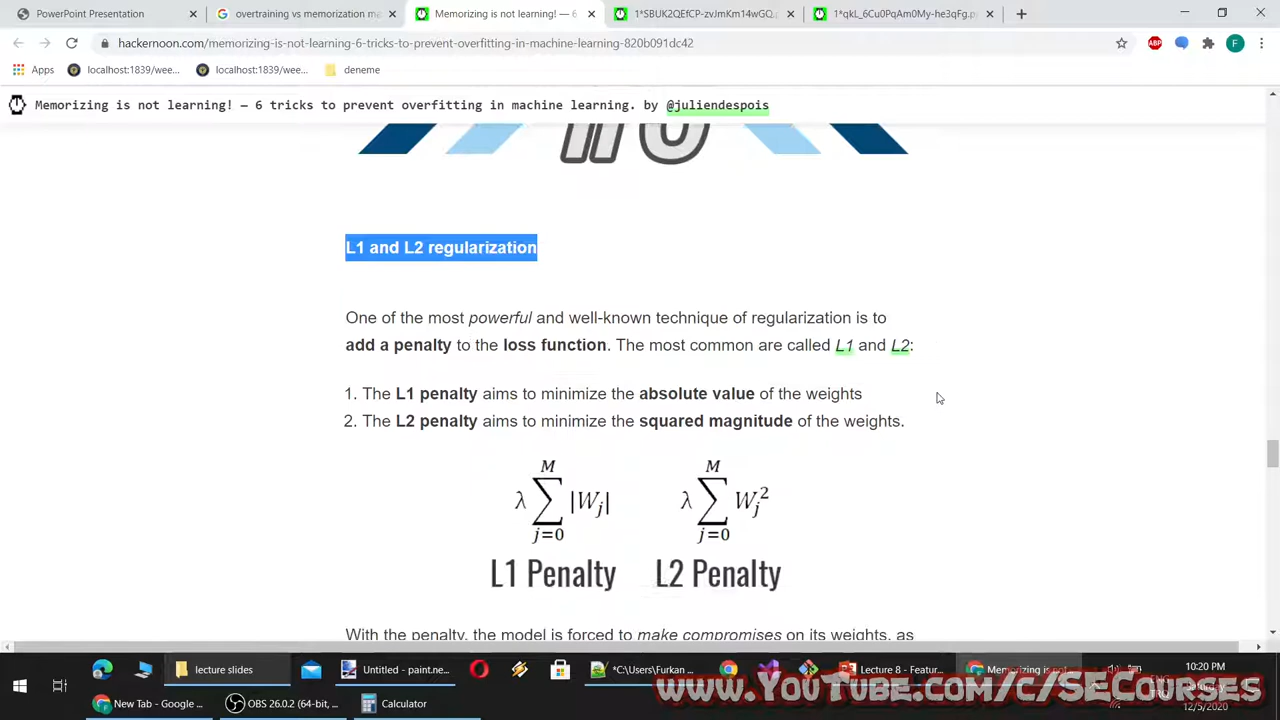 PowerPoint Presentation
overtraining vs memorization m
Memorizing is not learning! — 6
1*SBUK2QEfCP-zvJmKm14wGQ.
1*qkL_6Cu0PqAm0My-he3qFg.p
hackernoon.com/memorizing-is-not-learning-6-tricks-to-prevent-overfitting-in-machine-learning-820b091dc42
ABP
F
Apps
localhost:1839/wee...
localhost:1839/wee...
deneme
Memorizing is not learning! — 6 tricks to prevent overfitting in machine learning. by @juliendespois
L1 and L2 regularization
One of the most powerful and well-known technique of regularization is to
add a penalty to the loss function. The most common are called L1 and L2:
1. The L1 penalty aims to minimize the absolute value of the weights
2. The L2 penalty aims to minimize the squared magnitude of the weights.
λ ∑ j=0 M |Wj|
λ ∑ j=0 M Wj²
L1 Penalty
L2 Penalty
With the penalty, the model is forced to make compromises on its weights, as
lecture slides
Untitled - paint.ne...
*C:\Users\Furkan ...
Lecture 8 - Featur...
Memorizing is not...
10:20 PM
Saturday
12/5/2020
New Tab - Google ...
OBS 26.0.2 (64-bit, ...
Calculator
www.YouTube.com/c/SECourses